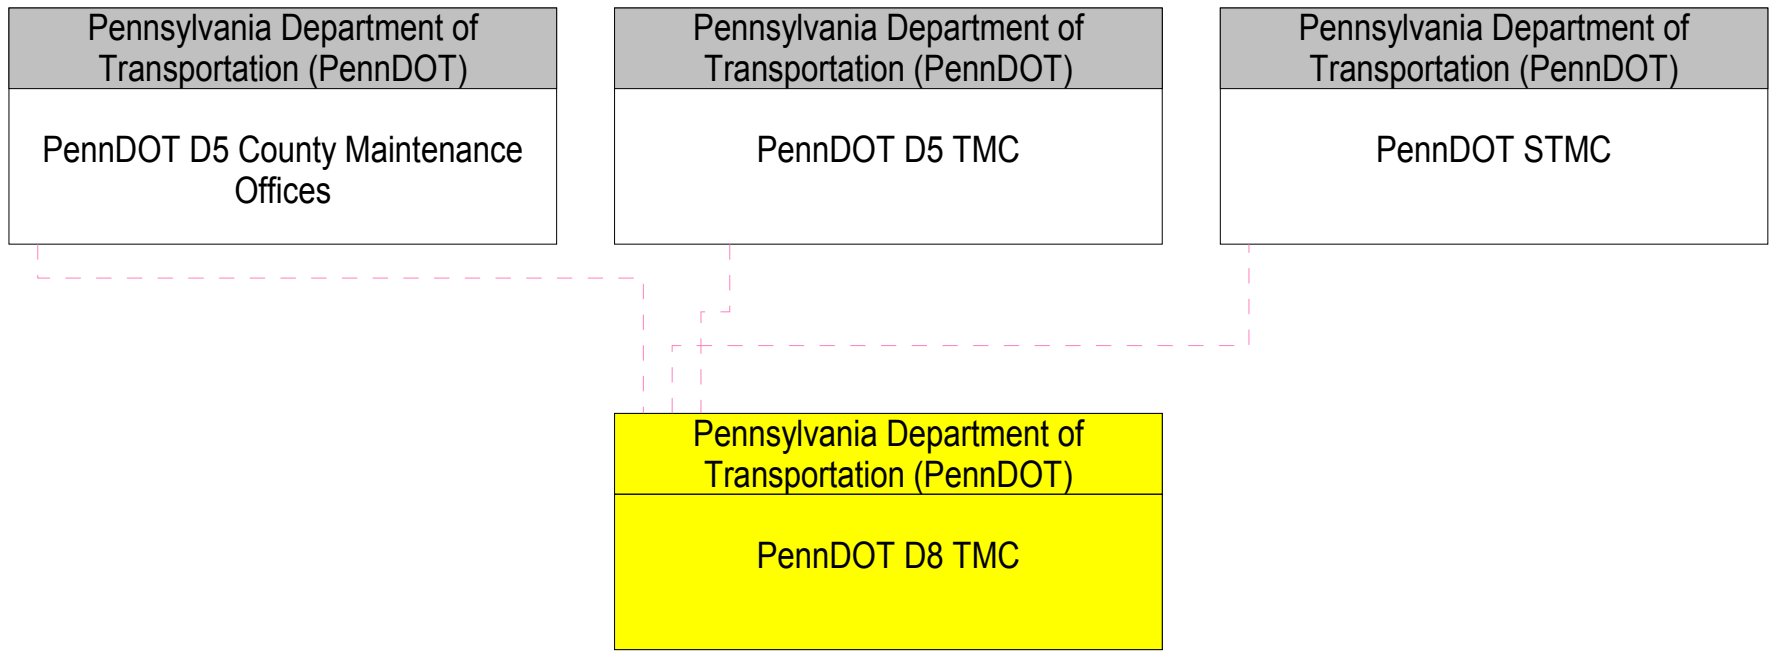 Pennsylvania Department of
Transportation (PennDOT)
PennDOT D5 County Maintenance
Offices
Pennsylvania Department of
Transportation (PennDOT)
PennDOT D5 TMC
Pennsylvania Department of
Transportation (PennDOT)
PennDOT STMC
Pennsylvania Department of
Transportation (PennDOT)
PennDOT D8 TMC